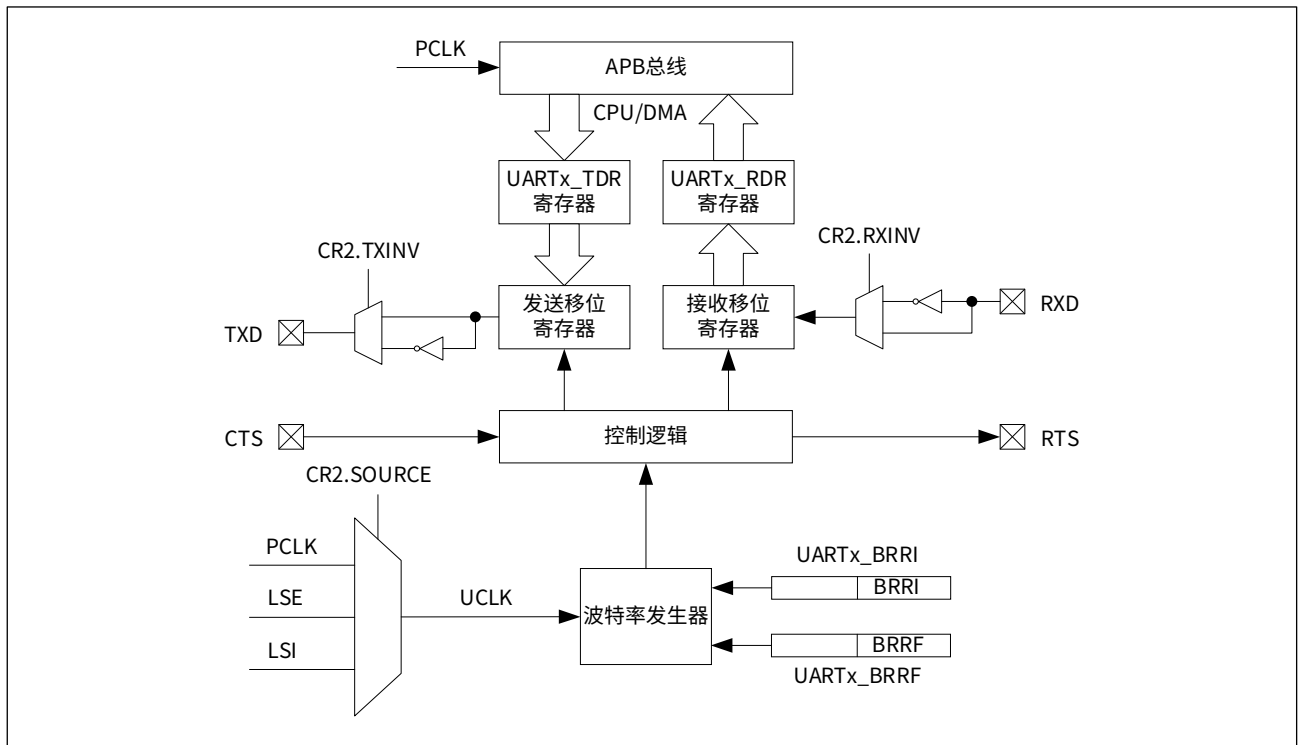 PCLK
APB总线
CPU/DMA
UARTx_TDR
寄存器
UARTx_RDR
寄存器
CR2.TXINV
CR2.RXINV
TXD
发送移位
寄存器
接收移位
寄存器
RXD
CTS
控制逻辑
RTS
CR2.SOURCE
PCLK
LSE
LSI
UCLK
波特率发生器
UARTx_BRRI
BRRI
BRRF
UARTx_BRRF